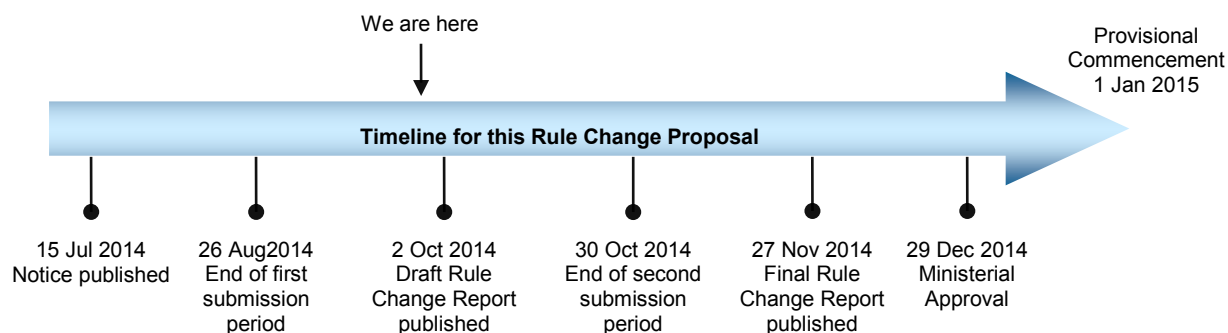 We are here
Provisional
Commencement
1 Jan 2015
Timeline for this Rule Change Proposal
15 Jul 2014
Notice published
26 Aug2014
End of first
submission
period
2 Oct 2014
Draft Rule
Change Report
published
30 Oct 2014
End of second
submission
period
27 Nov 2014
Final Rule
Change Report
published
29 Dec 2014
Ministerial
Approval